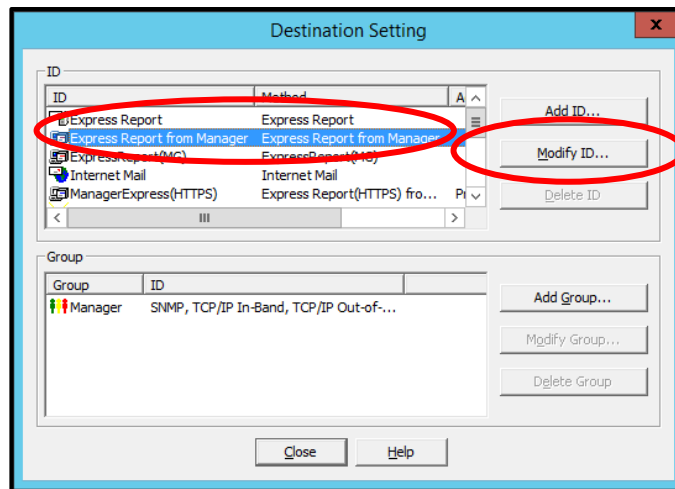 Destination Setting
x
ID
ID Method A
Express Report Express Report
Express Report from Manager Express Report from Manager
ExpressReport(MG) ExpressReport(MG)
Internet Mail Internet Mail
ManagerExpress(HTTPS) Express Report(HTTPS) fro... Pr
Add ID...
Modify ID...
Delete ID
Group
Group ID
Manager SNMP, TCP/IP In-Band, TCP/IP Out-of-...
Add Group...
Modify Group...
Delete Group
Close Help